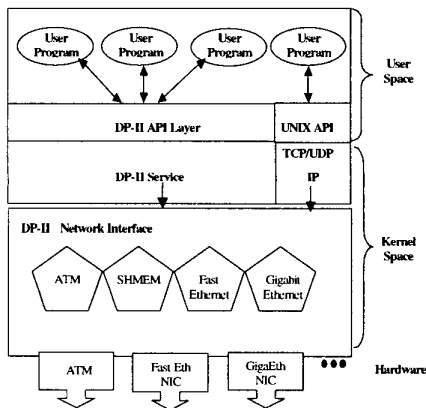 User Program
User Program
User Program
User Program
User Space
DP-II API Layer
UNIX API
TCP/UDP
IP
DP-II Service
DP-II Network Interface
Kernel Space
ATM
SHMEM
Fast Ethernet
Gigabit Ethernet
ATM
Fast Eth NIC
GigaEth NIC
Hardware